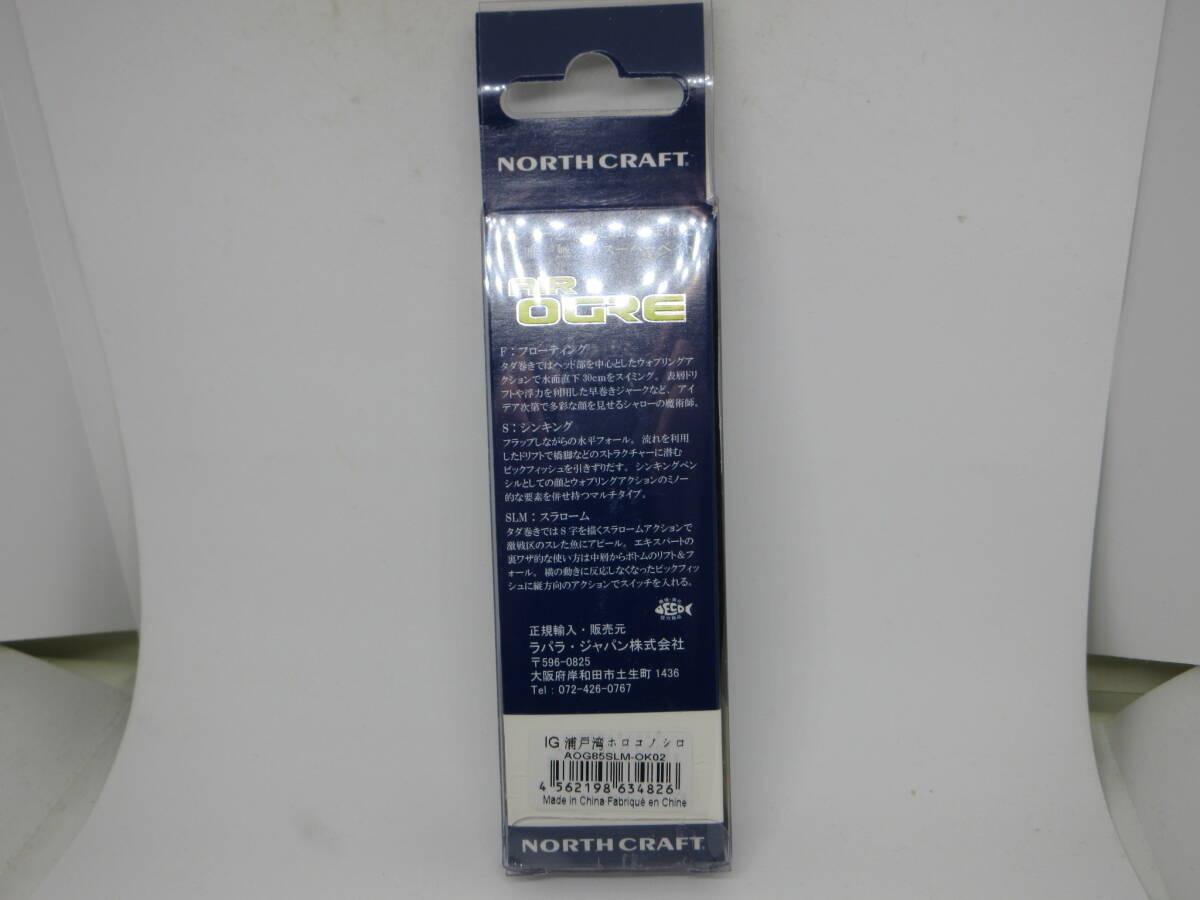 NORTH CRAFT
AIR
OGRE
F：フローティング
タダ巻きではヘッド部を中心としたウォブリングア
クションで水面直下30cmをスイミング。表層ドリ
フトや浮力を利用した早巻きジャークなど、アイ
デア次第で多彩な顔を見せるシャローの魔術師。
S：シンキング
フラップしながらの水平フォール。流れを利用
したドリフトで橋脚などのストラクチャーに潜む
ビックフィッシュを引きずりだす。シンキングペン
シルとしての顔とウォブリングアクションのミノー
的な要素を併せ持つマルチタイプ。
SLM：スラローム
タダ巻きではS字を描くスラロームアクションで
激戦区のスレた魚にアピール。エキスパートの
裏ワザ的な使い方は中層からボトムのリフト&フ
ォール。横の動きに反応しなくなったビックフィッ
シュに縦方向のアクションでスイッチを入れる。
ECO
正規輸入・販売元
ラパラ・ジャパン株式会社
〒596-0825
大阪府岸和田市土生町1436
Tel：072-426-0767
IG 浦戸湾ホロコノシロ
AOG85SLM-OK02
4 562198 634826
Made in China Fabriqué en Chine
NORTH CRAFT